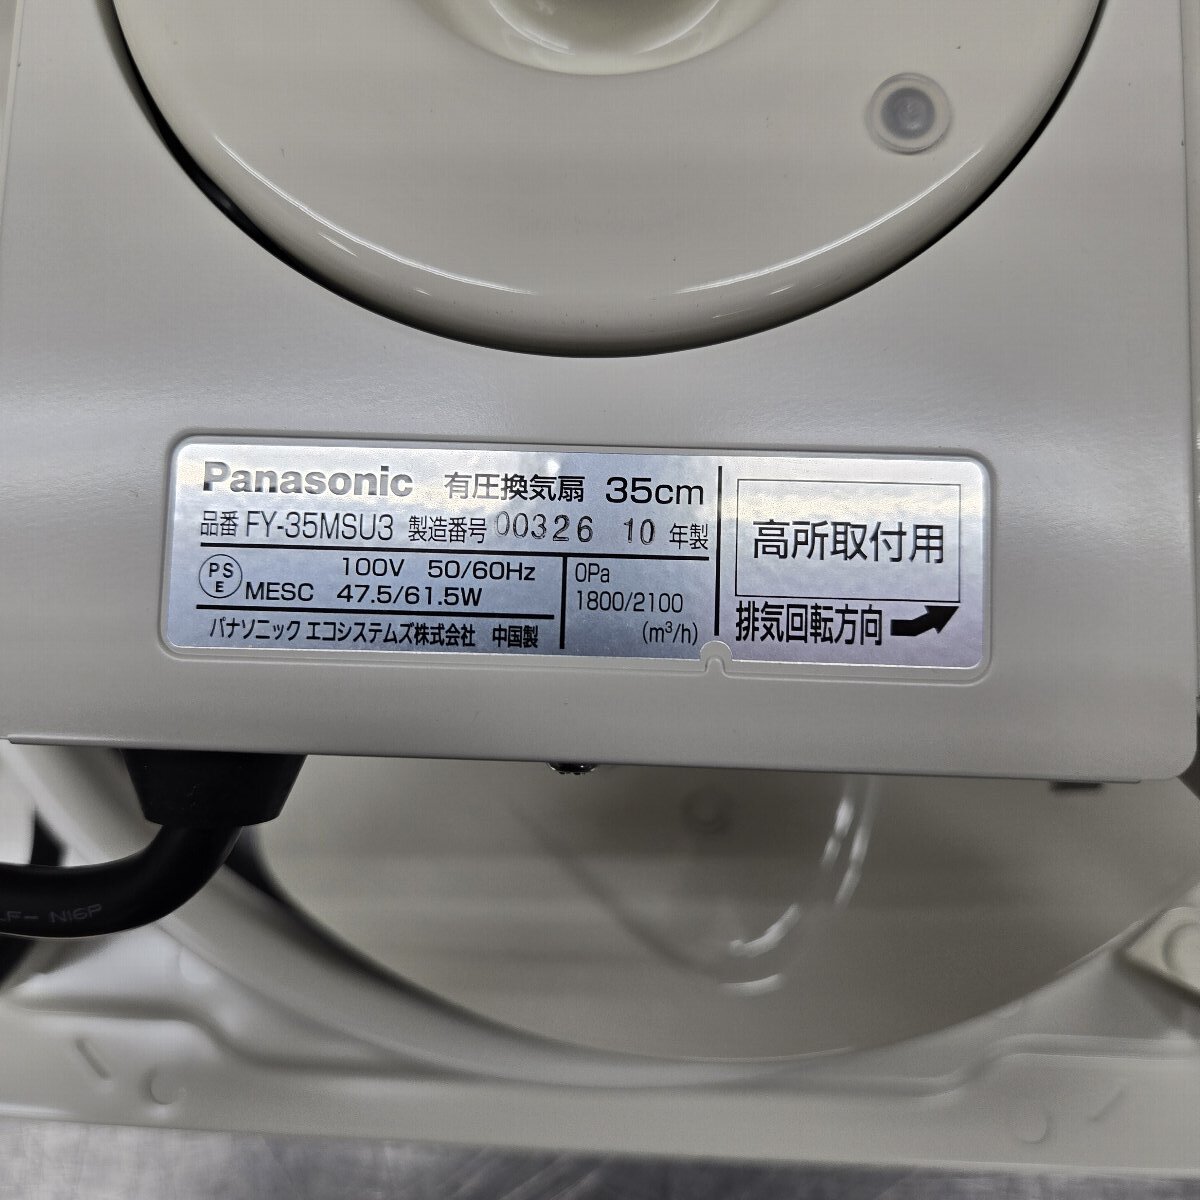 Panasonic 有圧換気扇 35cm
品番 FY-35MSU3 製造番号 00326 10 年製
PS E
100V 50/60Hz
MESC 47.5/61.5W
0Pa
1800/2100
(m³/h)
パナソニック エコシステムズ株式会社 中国製
高所取付用
排気回転方向
LF- N16P